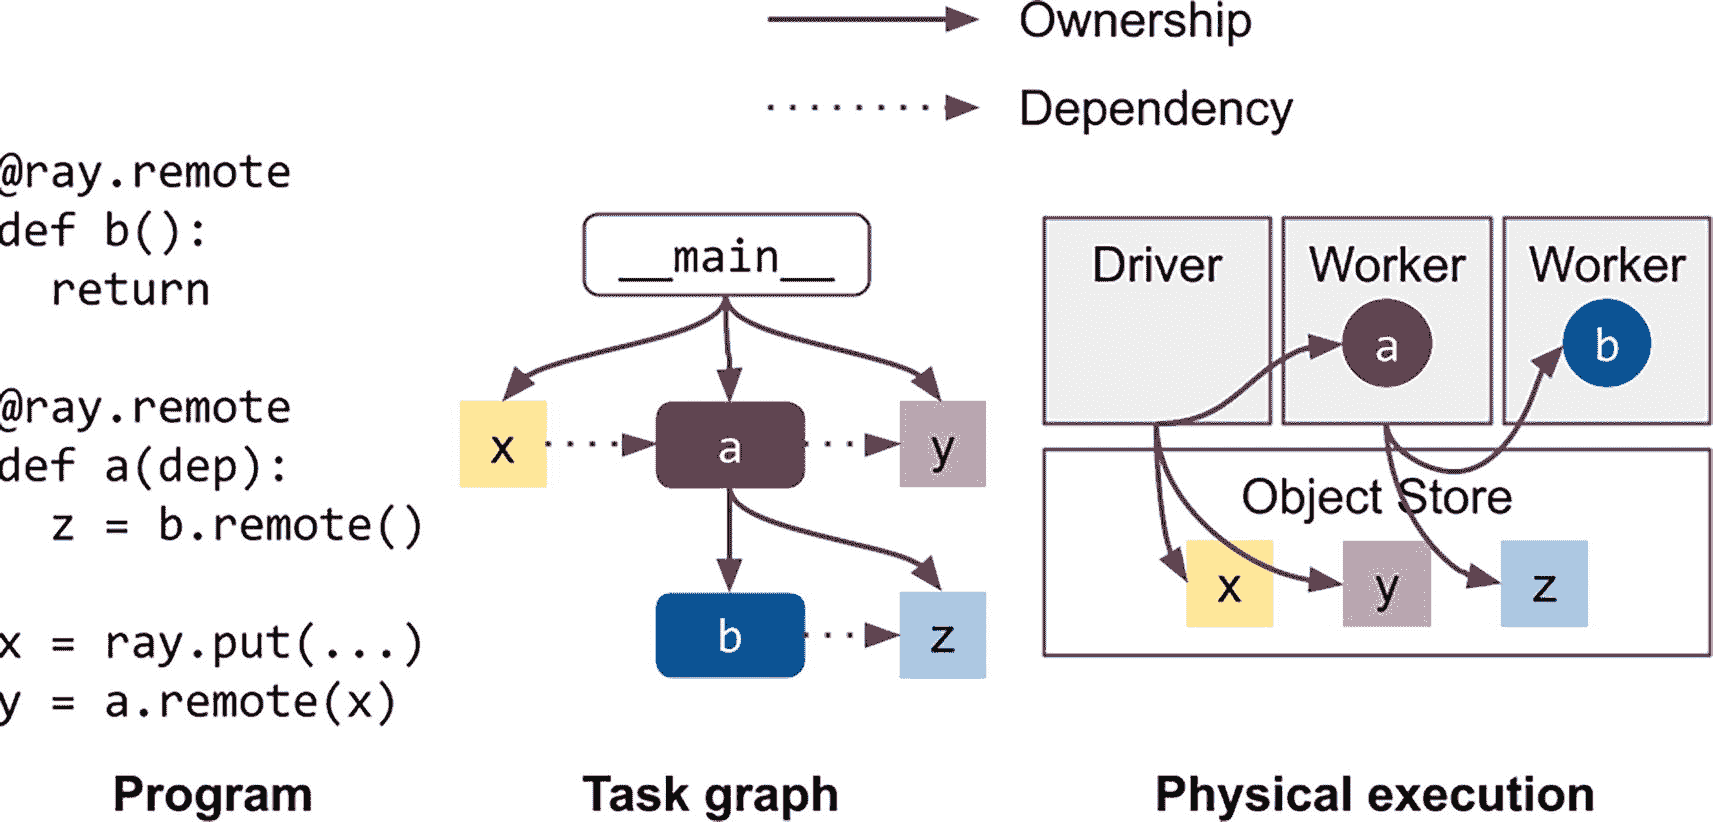 Ownership
Dependency
@ray.remote
def b():
return
@ray.remote
def a(dep):
z = b.remote()
x = ray.put(...)
y = a.remote(x)
Program
__main__
x
a
y
b
z
Task graph
Driver
Worker
Worker
a
b
Object Store
x
y
z
Physical execution